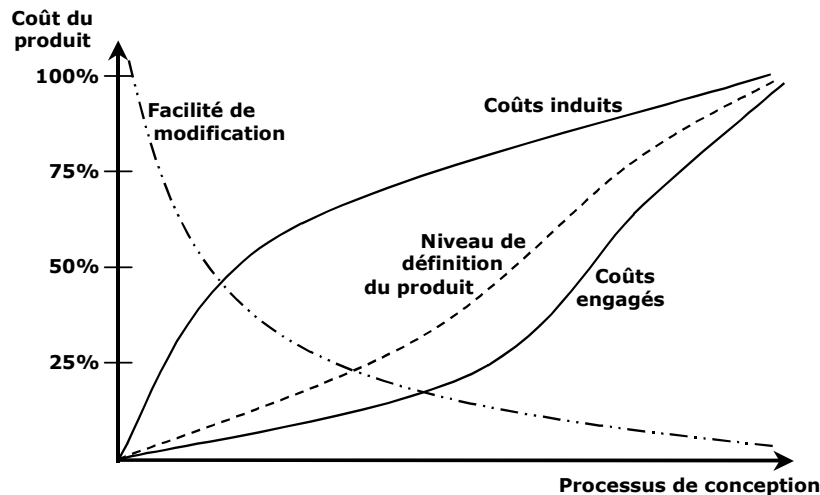 Coût du
produit
100%
Facilité de
modification
Coûts induits
75%
Niveau de
définition
du produit
50%
Coûts
engagés
25%
Processus de conception